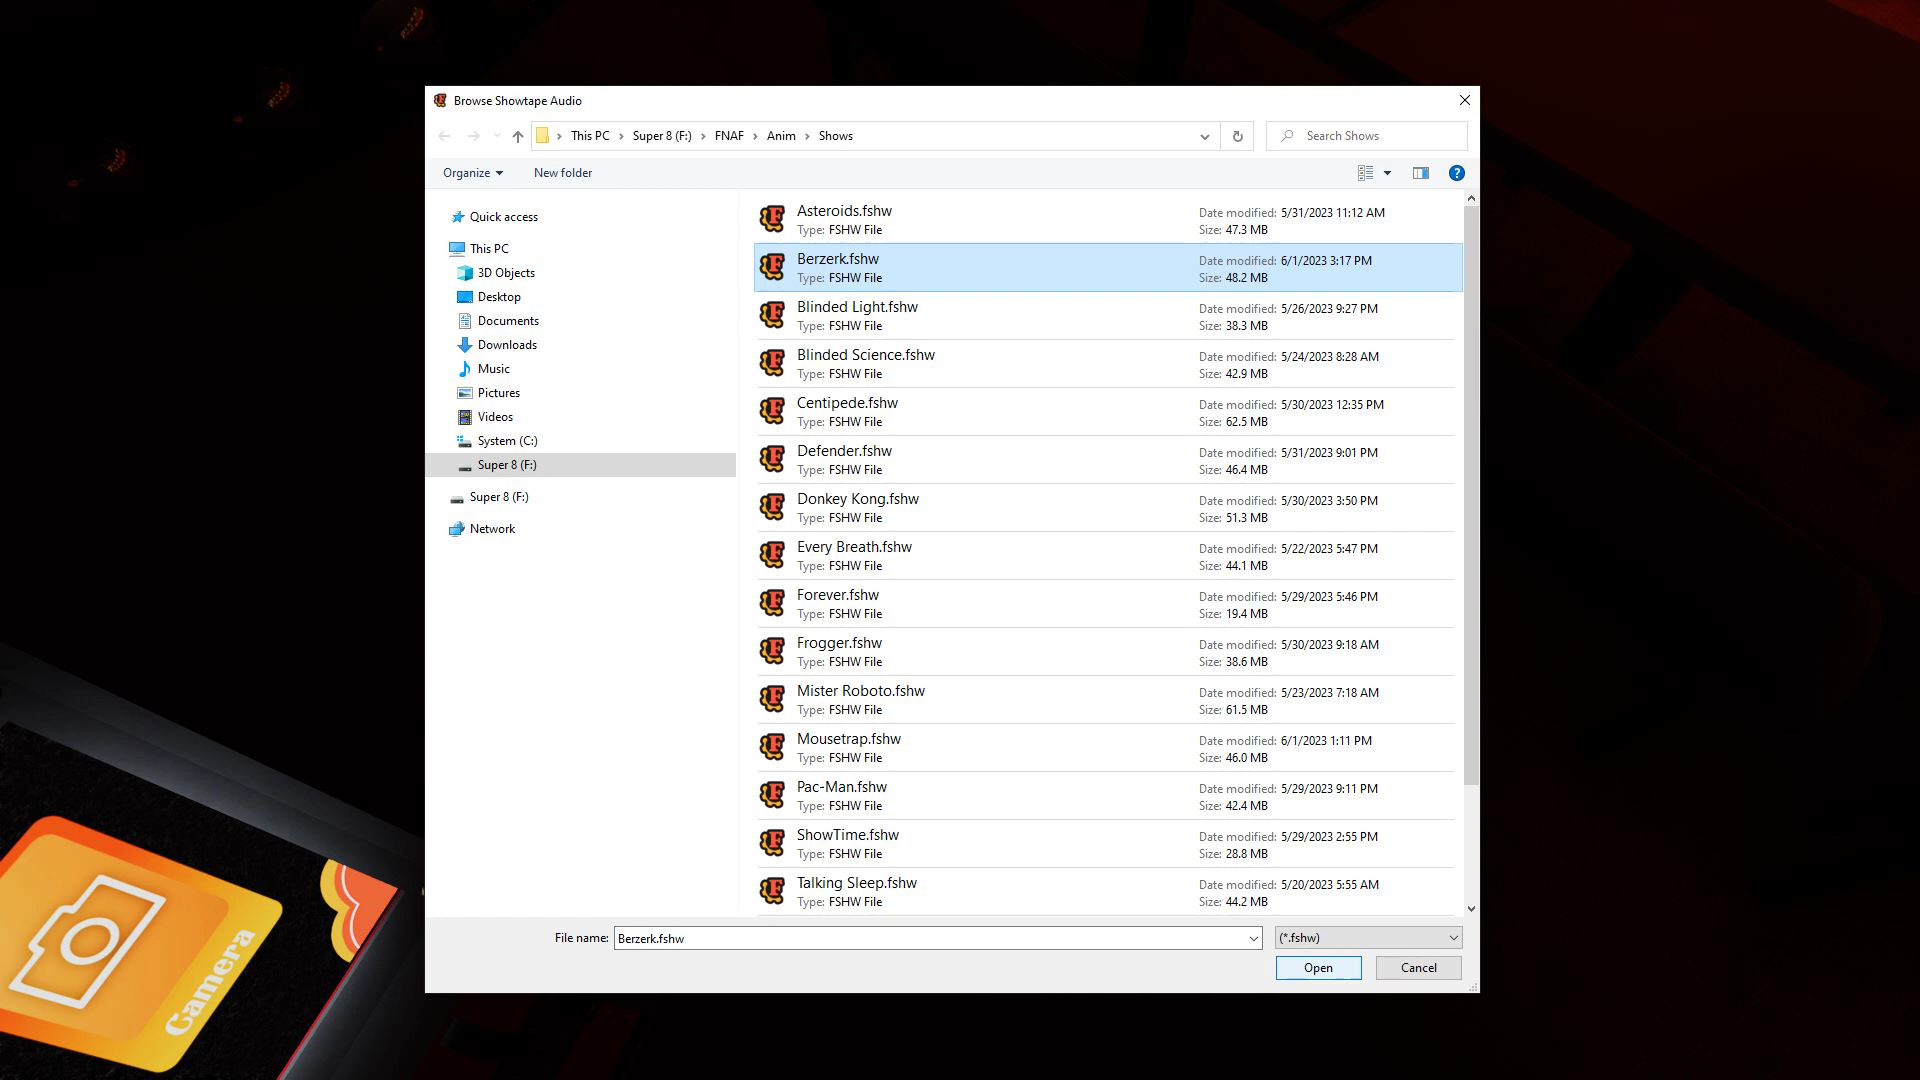 Browse Showtape Audio
This PC > Super 8 (F:) > FNAF > Anim > Shows
Search Shows
Organize
New folder
Quick access
This PC
3D Objects
Desktop
Documents
Downloads
Music
Pictures
Videos
System (C:)
Super 8 (F:)
Super 8 (F:)
Network
Asteroids.fshw
Date modified: 5/31/2023 11:12 AM
Type: FSHW File
Size: 47.3 MB
Berzerk.fshw
Date modified: 6/1/2023 3:17 PM
Type: FSHW File
Size: 48.2 MB
Blinded Light.fshw
Date modified: 5/26/2023 9:27 PM
Type: FSHW File
Size: 38.3 MB
Blinded Science.fshw
Date modified: 5/24/2023 8:28 AM
Type: FSHW File
Size: 42.9 MB
Centipede.fshw
Date modified: 5/30/2023 12:35 PM
Type: FSHW File
Size: 62.5 MB
Defender.fshw
Date modified: 5/31/2023 9:01 PM
Type: FSHW File
Size: 46.4 MB
Donkey Kong.fshw
Date modified: 5/30/2023 3:50 PM
Type: FSHW File
Size: 51.3 MB
Every Breath.fshw
Date modified: 5/22/2023 5:47 PM
Type: FSHW File
Size: 44.1 MB
Forever.fshw
Date modified: 5/29/2023 5:46 PM
Type: FSHW File
Size: 19.4 MB
Frogger.fshw
Date modified: 5/30/2023 9:18 AM
Type: FSHW File
Size: 38.6 MB
Mister Roboto.fshw
Date modified: 5/23/2023 7:18 AM
Type: FSHW File
Size: 61.5 MB
Mousetrap.fshw
Date modified: 6/1/2023 1:11 PM
Type: FSHW File
Size: 46.0 MB
Pac-Man.fshw
Date modified: 5/29/2023 9:11 PM
Type: FSHW File
Size: 42.4 MB
ShowTime.fshw
Date modified: 5/29/2023 2:55 PM
Type: FSHW File
Size: 28.8 MB
Talking Sleep.fshw
Date modified: 5/20/2023 5:55 AM
Type: FSHW File
Size: 44.2 MB
File name: Berzerk.fshw
(*.fshw)
Open
Cancel
Camera